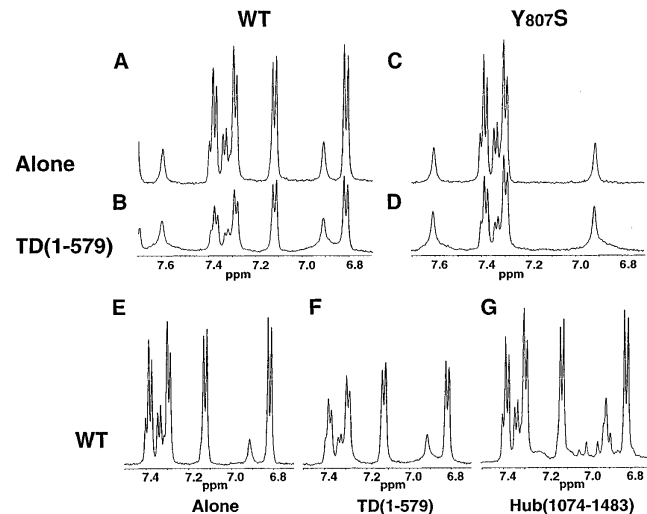 WT Y807S
A C
Alone
B D
TD(1-579)
7.6 7.4 7.2 7.0 6.8 7.6 7.4 7.2 7.0 6.8
ppm ppm
E F G
WT
7.4 7.2 7.0 6.8 7.4 7.2 7.0 6.8 7.4 7.2 7.0 6.8
ppm ppm ppm
Alone TD(1-579) Hub(1074-1483)